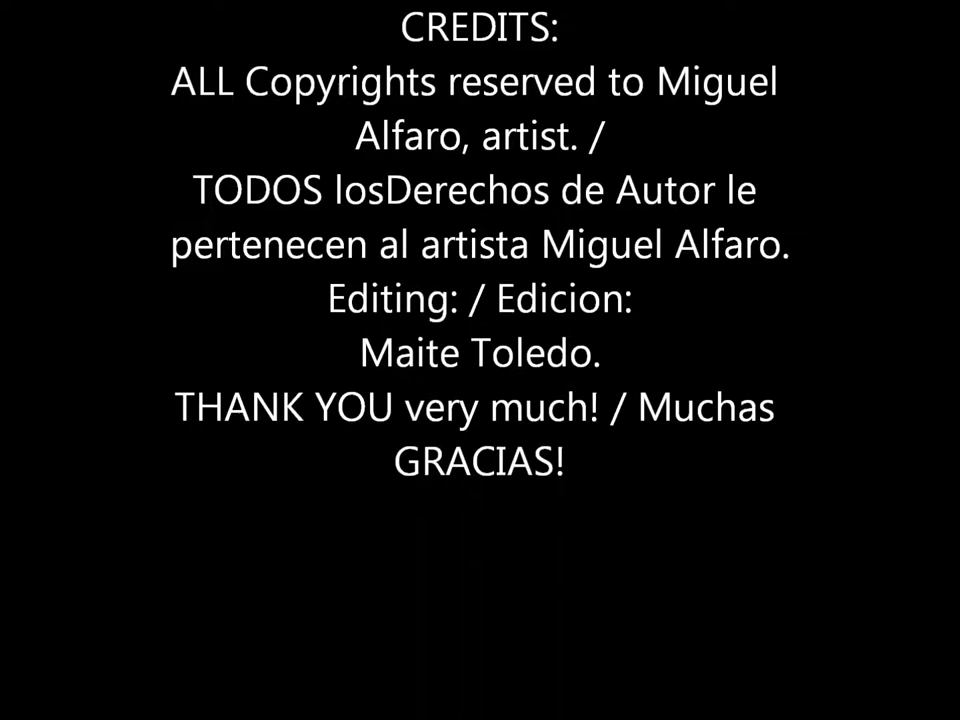 CREDITS:
ALL Copyrights reserved to Miguel
Alfaro, artist. /
TODOS losDerechos de Autor le
pertenecen al artista Miguel Alfaro.
Editing: / Edicion:
Maite Toledo.
THANK YOU very much! / Muchas
GRACIAS!